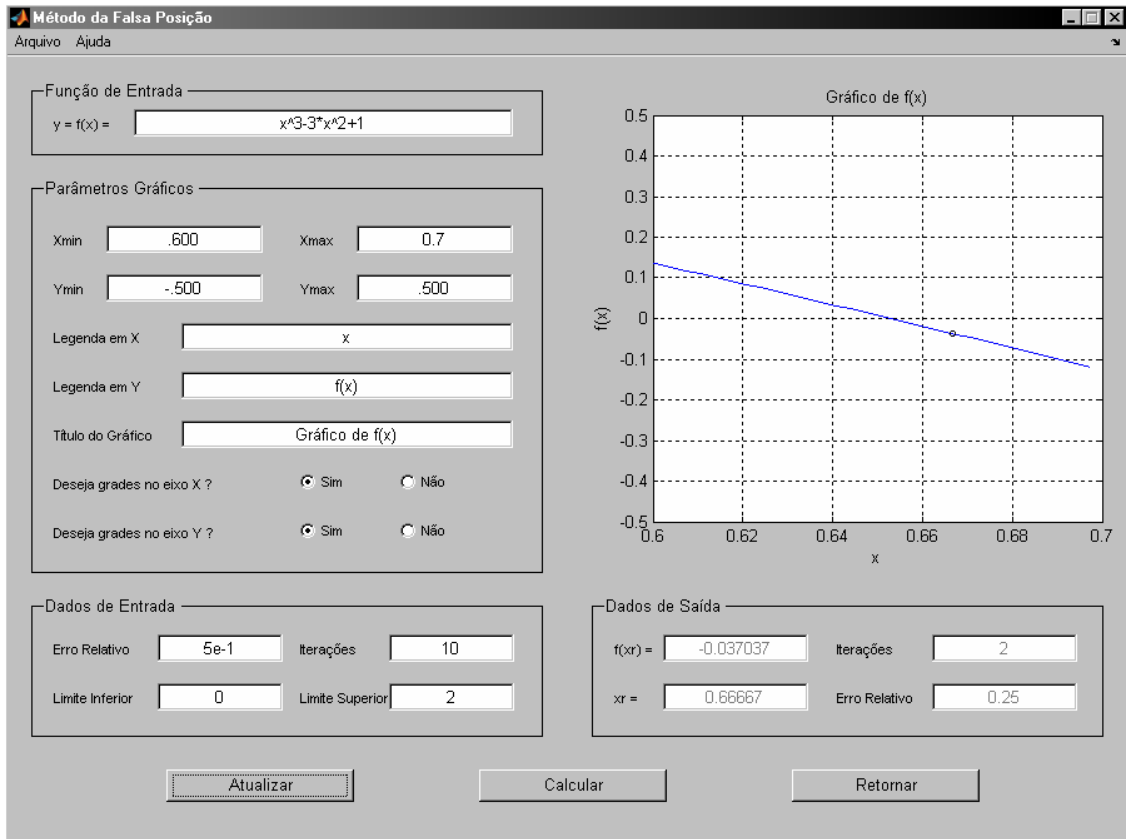 Método da Falsa Posição
Arquivo Ajuda
Função de Entrada
y = f(x) = x^3-3*x^2+1
Parâmetros Gráficos
Xmin .600 Xmax 0.7
Ymin -.500 Ymax .500
Legenda em X x
Legenda em Y f(x)
Título do Gráfico Gráfico de f(x)
Deseja grades no eixo X ? Sim Não
Deseja grades no eixo Y ? Sim Não
Gráfico de f(x)
0.5
0.4
0.3
0.2
0.1
0
-0.1
-0.2
-0.3
-0.4
-0.5
f(x)
0.6 0.62 0.64 0.66 0.68 0.7
x
Dados de Entrada
Erro Relativo 5e-1 Iterações 10
Limite Inferior 0 Limite Superior 2
Dados de Saída
f(xr) = -0.037037 Iterações 2
xr = 0.66667 Erro Relativo 0.25
Atualizar Calcular Retornar